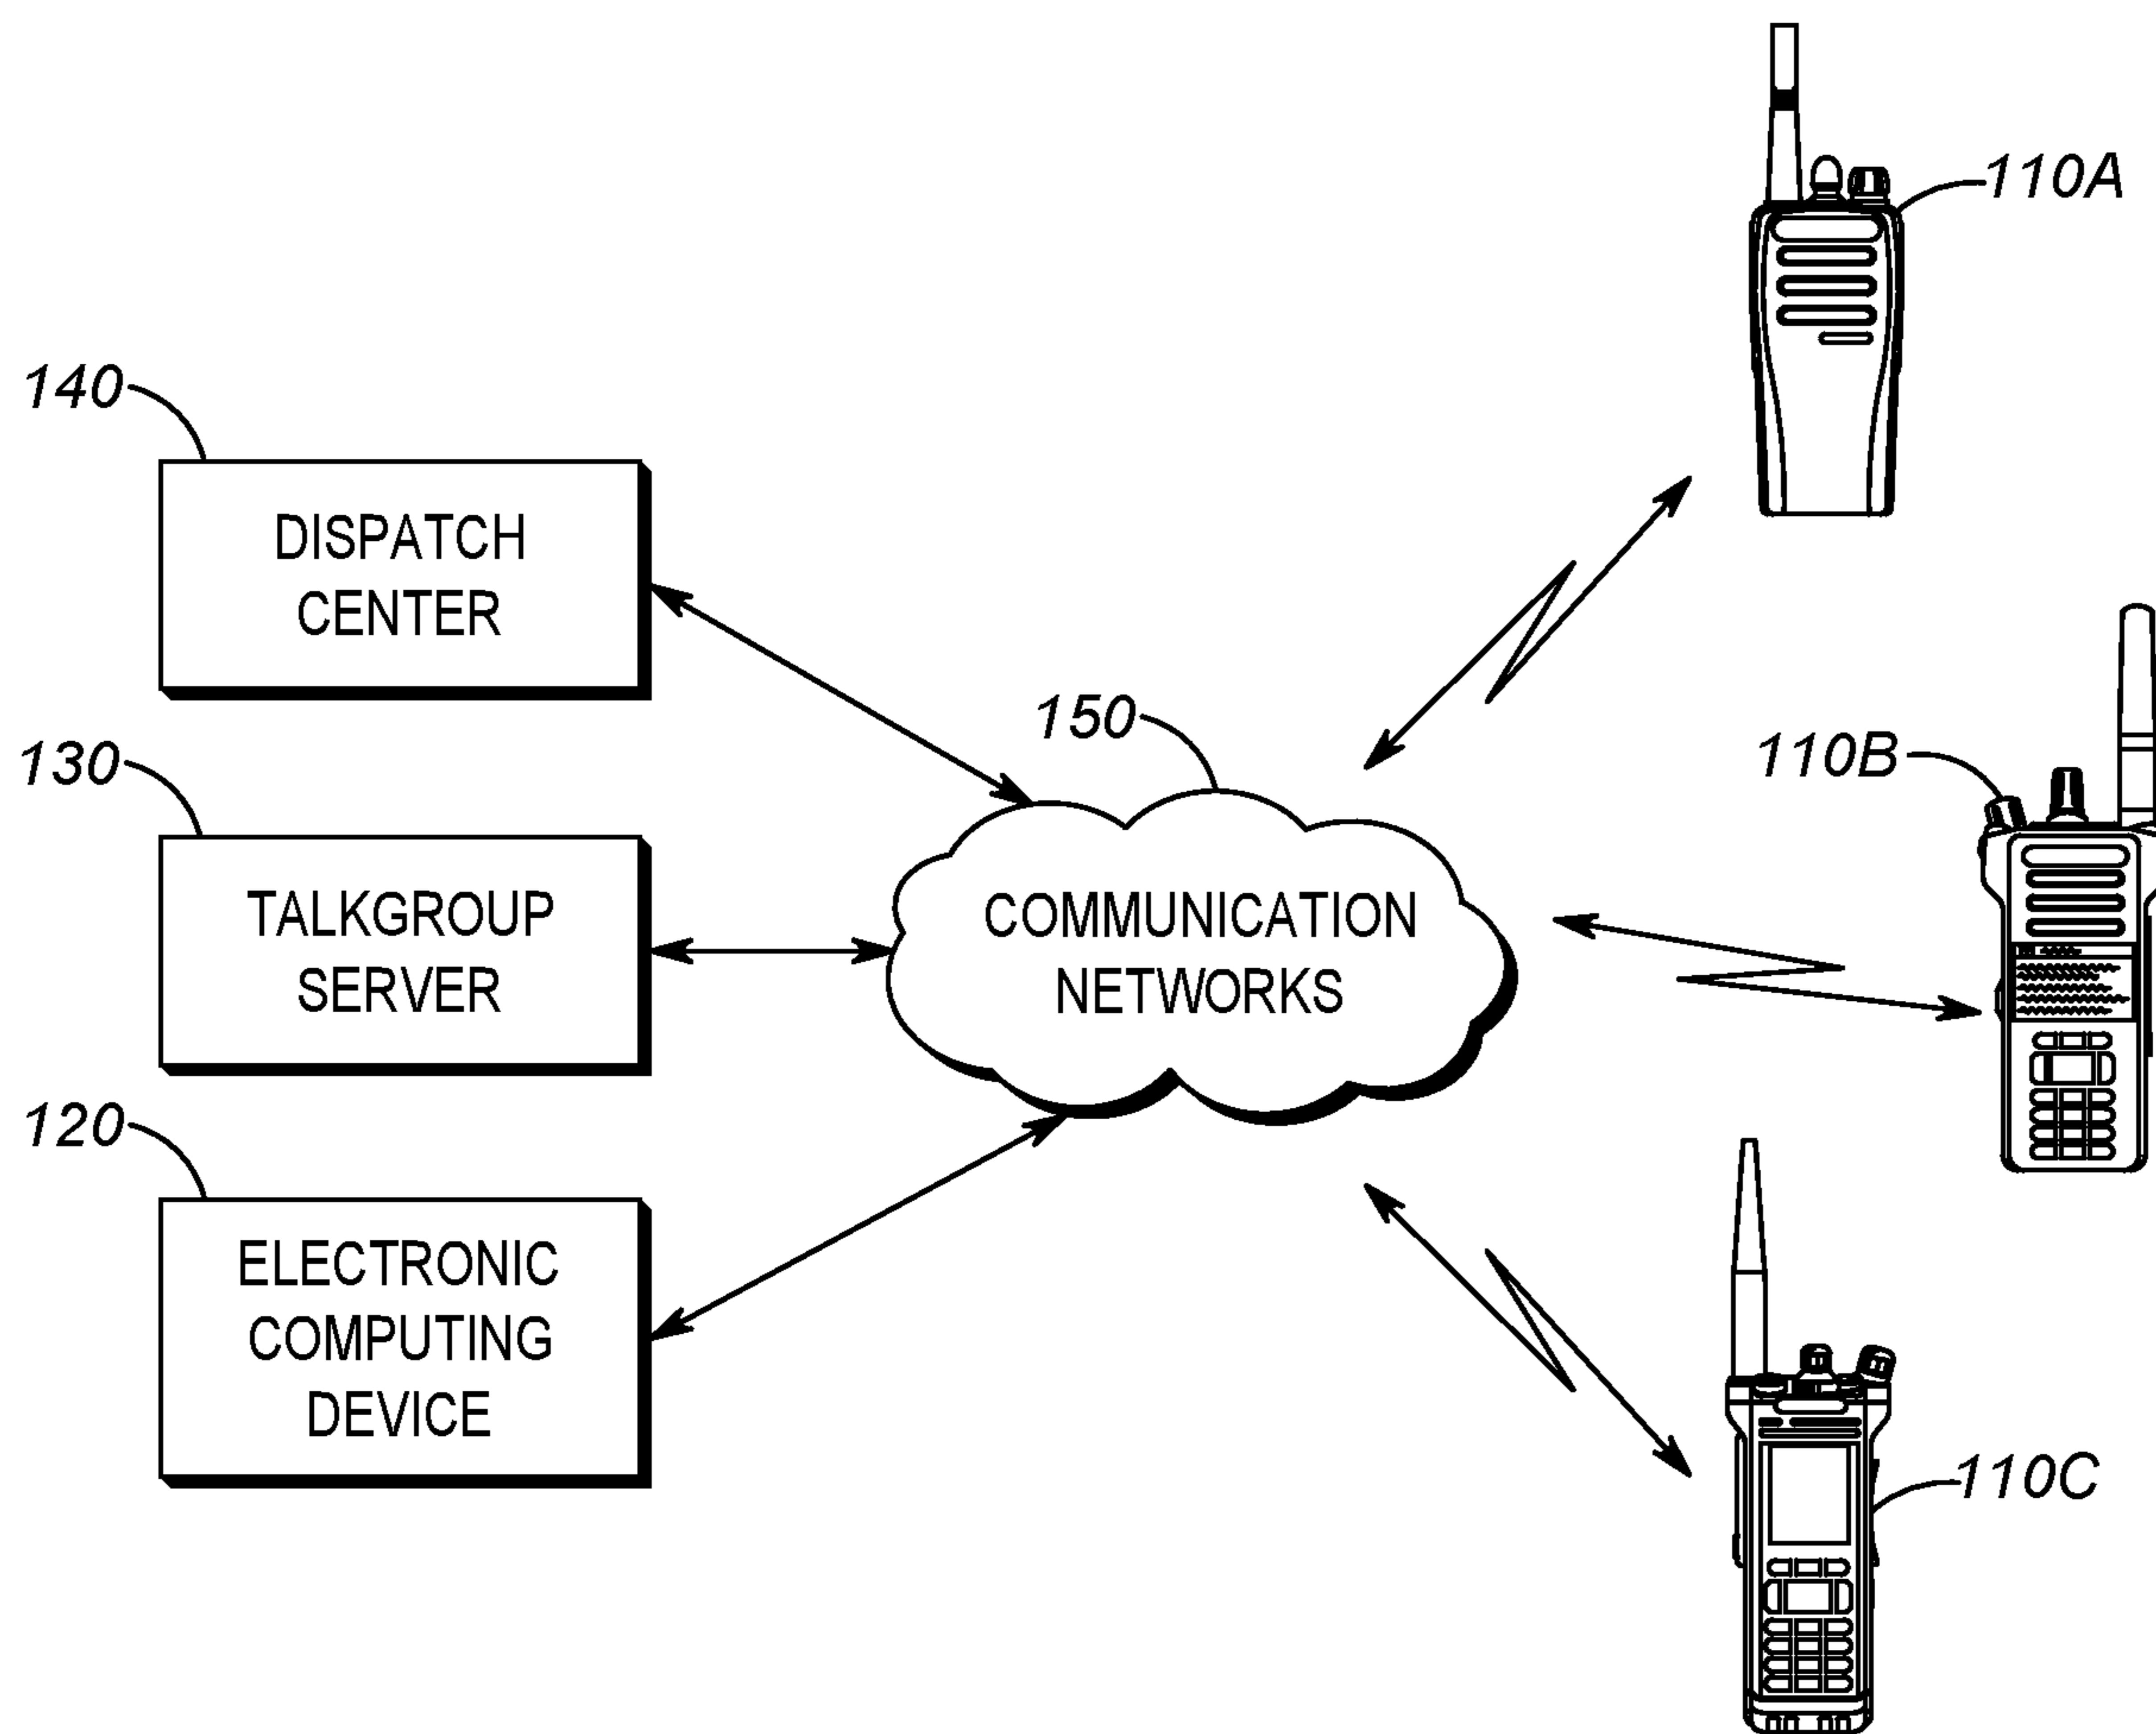 110A
140
DISPATCH
CENTER
150
110B
130
TALKGROUP
SERVER
COMMUNICATION
NETWORKS
120
ELECTRONIC
COMPUTING
DEVICE
110C